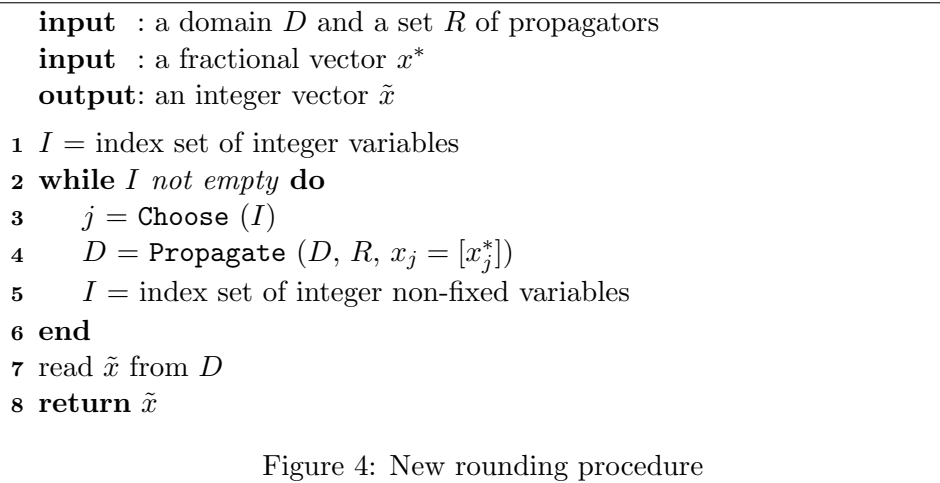 input : a domain D and a set R of propagators
input : a fractional vector x*
output: an integer vector x̃
1 I = index set of integer variables
2 while I not empty do
3 j = Choose (I)
4 D = Propagate (D, R, x_j = [x_j^*])
5 I = index set of integer non-fixed variables
6 end
7 read x̃ from D
8 return x̃
Figure 4: New rounding procedure